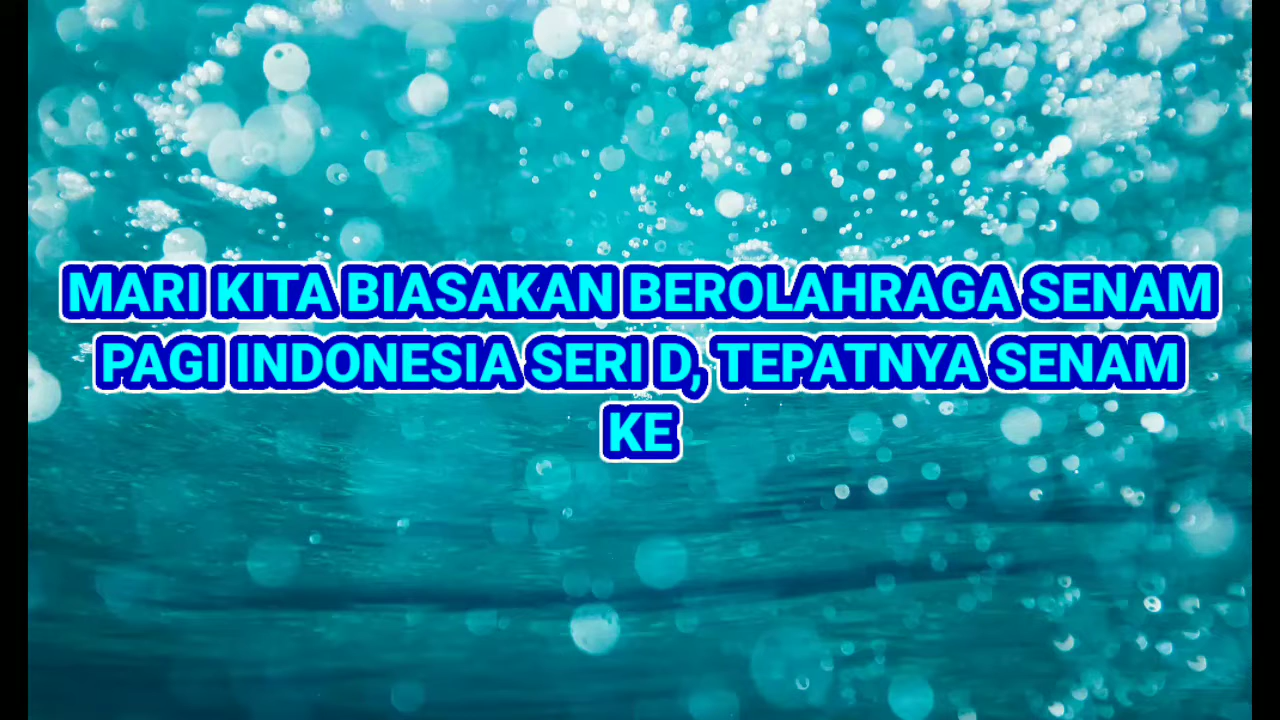 MARI KITA BIASAKAN BEROLAHRAGA SENAM
PAGI INDONESIA SERI D, TEPATNYA SENAM
KE